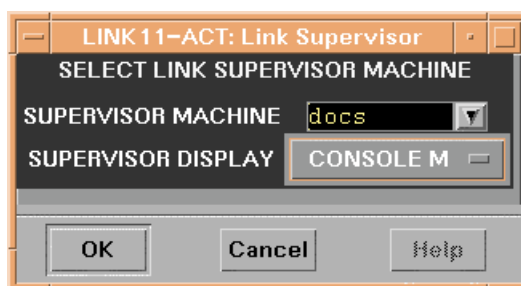 LINK11-ACT: Link Supervisor
SELECT LINK SUPERVISOR MACHINE
SUPERVISOR MACHINE docs
SUPERVISOR DISPLAY CONSOLE M
OK Cancel Help